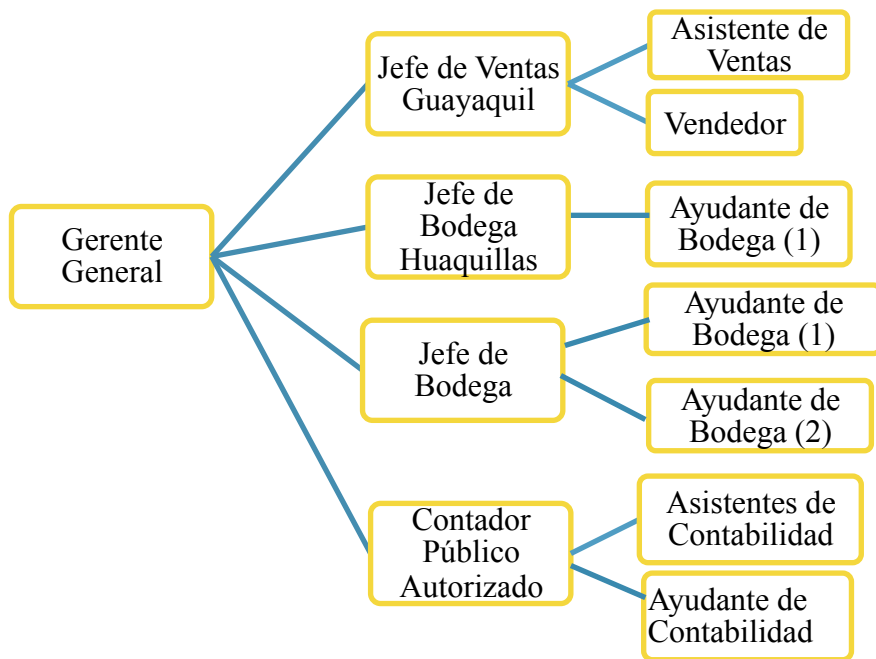 Gerente
General
Jefe de Ventas
Guayaquil
Asistente de
Ventas
Vendedor
Jefe de
Bodega
Huaquillas
Ayudante de
Bodega (1)
Jefe de
Bodega
Ayudante de
Bodega (1)
Ayudante de
Bodega (2)
Contador
Público
Autorizado
Asistentes de
Contabilidad
Ayudante de
Contabilidad